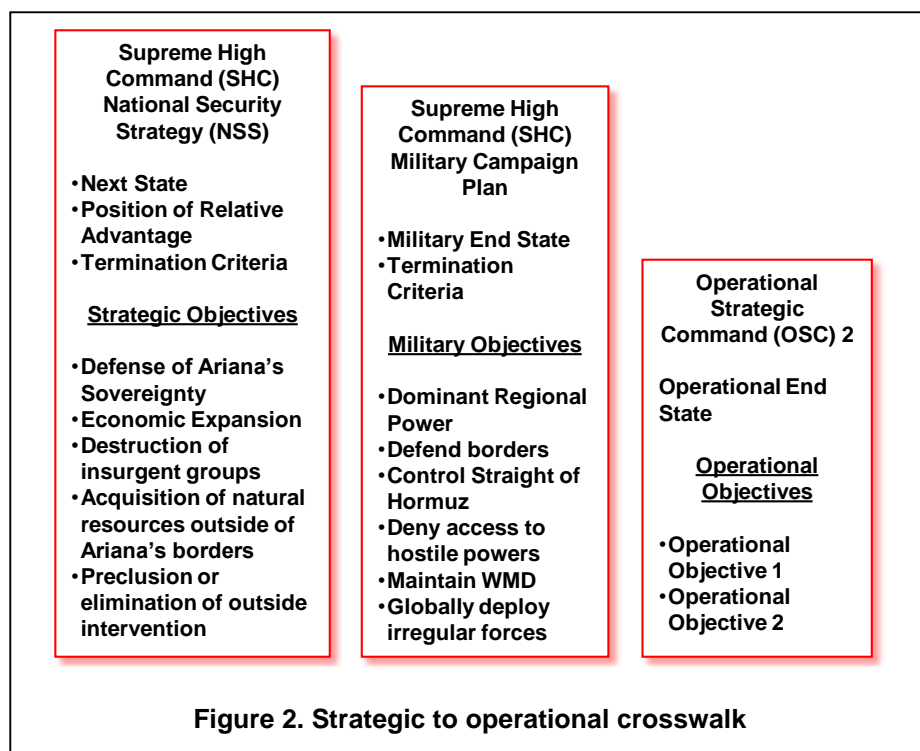 Supreme High
Command (SHC)
National Security
Strategy (NSS)
•Next State
•Position of Relative
Advantage
•Termination Criteria
Strategic Objectives
•Defense of Ariana's
Sovereignty
•Economic Expansion
•Destruction of
insurgent groups
•Acquisition of natural
resources outside of
Ariana's borders
•Preclusion or
elimination of outside
intervention
Supreme High
Command (SHC)
Military Campaign
Plan
•Military End State
•Termination
Criteria
Military Objectives
•Dominant Regional
Power
•Defend borders
•Control Straight of
Hormuz
•Deny access to
hostile powers
•Maintain WMD
•Globally deploy
irregular forces
Operational
Strategic
Command (OSC) 2
Operational End
State
Operational
Objectives
•Operational
Objective 1
•Operational
Objective 2
Figure 2. Strategic to operational crosswalk